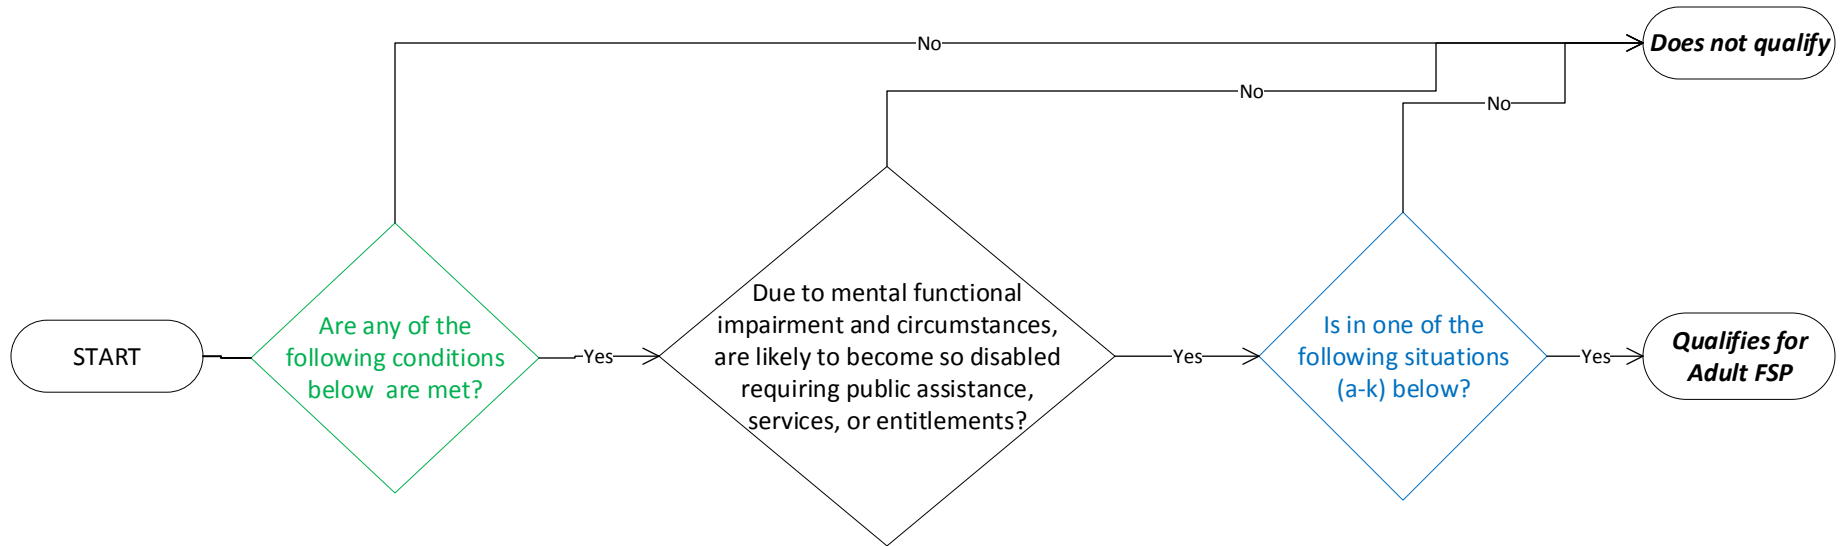 No
Does not qualify
No
No
START
Are any of the
following conditions
below  are met?
Yes
Due to mental functional
impairment and circumstances,
are likely to become so disabled
requiring public assistance,
services, or entitlements?
Yes
Is in one of the
following situations
(a-k) below?
Yes
Qualifies for
Adult FSP